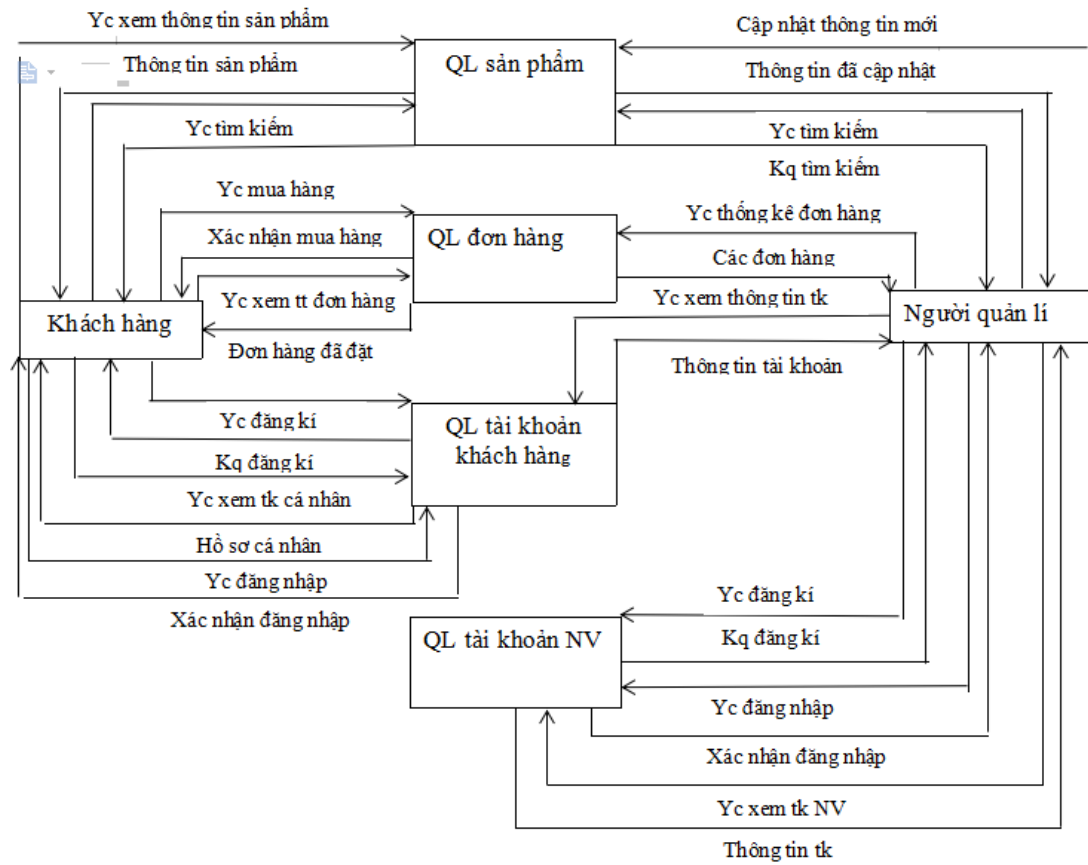 Yc xem thông tin sản phẩm
Cập nhật thông tin mới
Thông tin sản phẩm
QL sản phẩm
Thông tin đã cập nhật
Yc tìm kiếm
Yc tìm kiếm
Kq tìm kiếm
Yc mua hàng
Yc thống kê đơn hàng
Xác nhận mua hàng
QL đơn hàng
Các đơn hàng
Yc xem tt đơn hàng
Yc xem thông tin tk
Khách hàng
Người quản lí
Đơn hàng đã đặt
Thông tin tài khoản
Yc đăng kí
QL tài khoản
khách hàng
Kq đăng kí
Yc xem tk cá nhân
Hồ sơ cá nhân
Yc đăng nhập
Xác nhận đăng nhập
Yc đăng kí
QL tài khoản NV
Kq đăng kí
Yc đăng nhập
Xác nhận đăng nhập
Yc xem tk NV
Thông tin tk